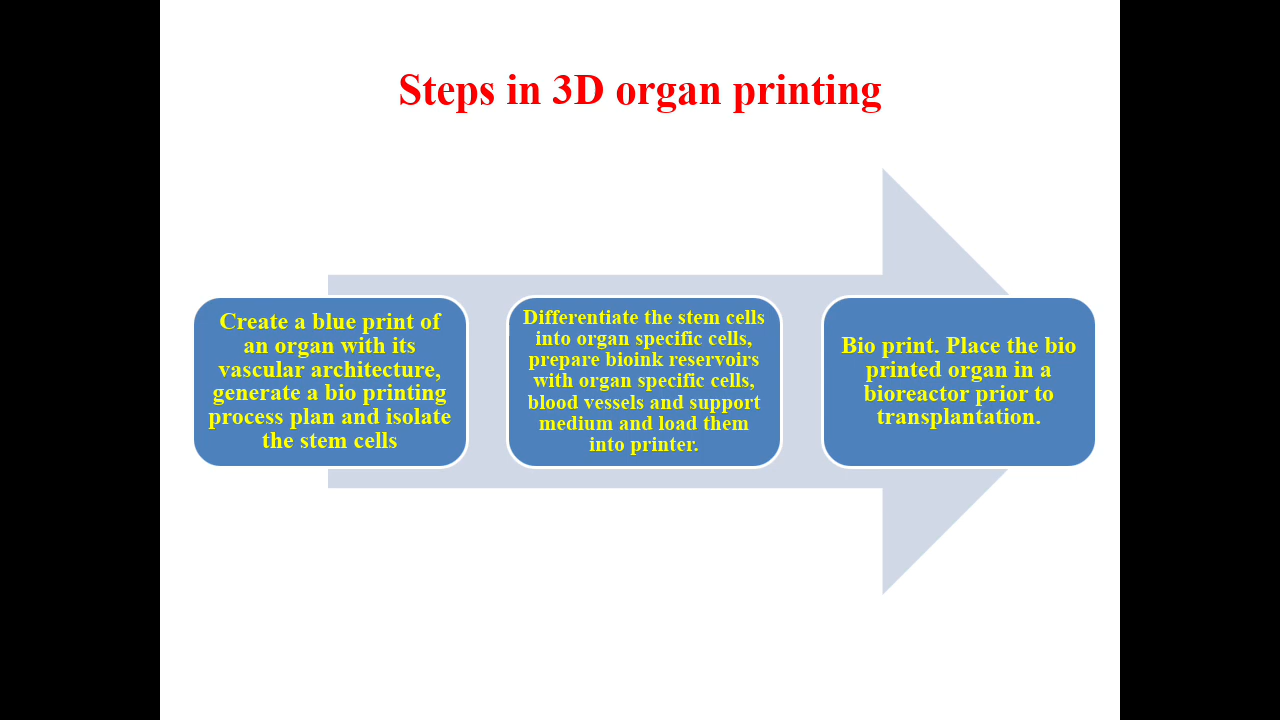 Steps in 3D organ printing
Create a blue print of
an organ with its
vascular architecture,
generate a bio printing
process plan and isolate
the stem cells
Differentiate the stem cells
into organ specific cells,
prepare bioink reservoirs
with organ specific cells,
blood vessels and support
medium and load them
into printer.
Bio print. Place the bio
printed organ in a
bioreactor prior to
transplantation.